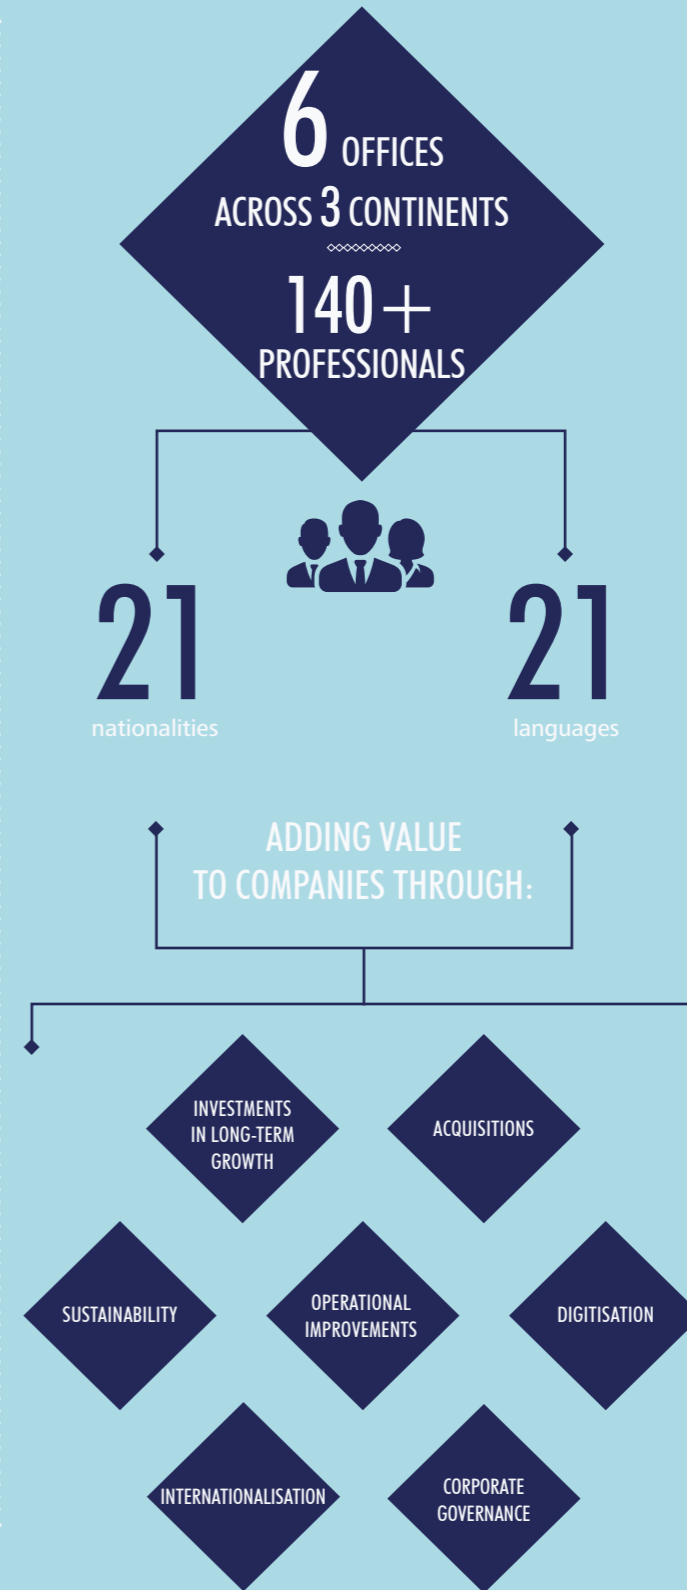 6 OFFICES
ACROSS 3 CONTINENTS
140+
PROFESSIONALS
21
nationalities
21
languages
ADDING VALUE
TO COMPANIES THROUGH:
INVESTMENTS
IN LONG-TERM
GROWTH
ACQUISITIONS
SUSTAINABILITY
OPERATIONAL
IMPROVEMENTS
DIGITISATION
INTERNATIONALISATION
CORPORATE
GOVERNANCE